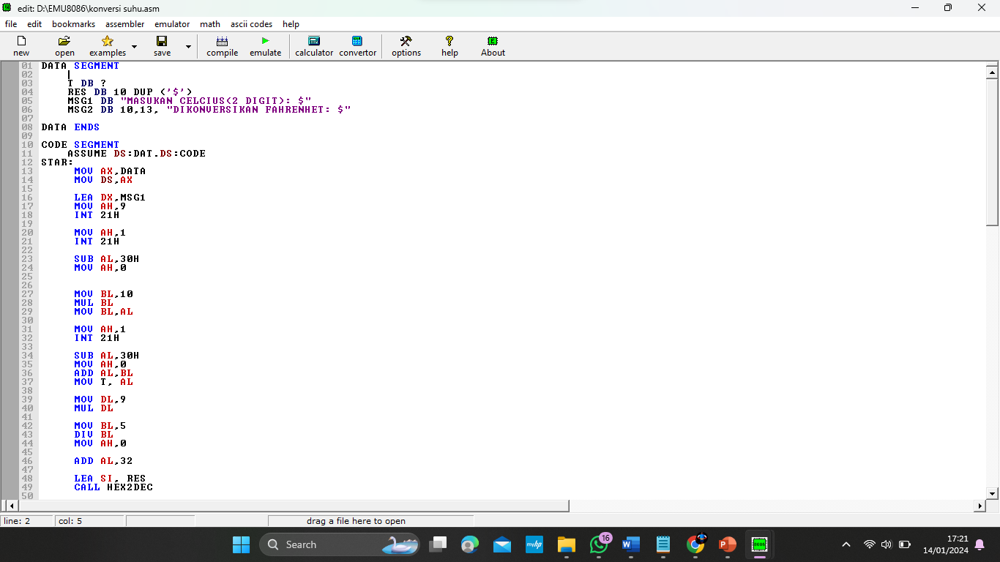 edit: D:\EMU8086\konversi suhu.asm
file edit bookmarks assembler emulator math ascii codes help
new open examples save compile emulate calculator convertor options help About
01 DATA SEGMENT
02
03 T DB ?
04 RES DB 10 DUP ('$')
05 MSG1 DB "MASUKAN CELCIUS(2 DIGIT): $"
06 MSG2 DB 10,13, "DIKONVERSIKAN FAHRENHET: $"
07
08 DATA ENDS
09
10 CODE SEGMENT
11 ASSUME DS:DAT.DS:CODE
12 STAR:
13 MOV AX,DATA
14 MOV DS,AX
15
16 LEA DX,MSG1
17 MOV AH,9
18 INT 21H
19
20 MOV AH,1
21 INT 21H
22
23 SUB AL,30H
24 MOV AH,0
25
26
27 MOV BL,10
28 MUL BL
29 MOV BL,AL
30
31 MOV AH,1
32 INT 21H
33
34 SUB AL,30H
35 MOV AH,0
36 ADD AL,BL
37 MOV T, AL
38
39 MOV DL,9
40 MUL DL
41
42 MOV BL,5
43 DIV BL
44 MOV AH,0
45
46 ADD AL,32
47
48 LEA SI, RES
49 CALL HEX2DEC
50
line: 2 col: 5 drag a file here to open
Search
myhp
16
8086
17:21
14/01/2024